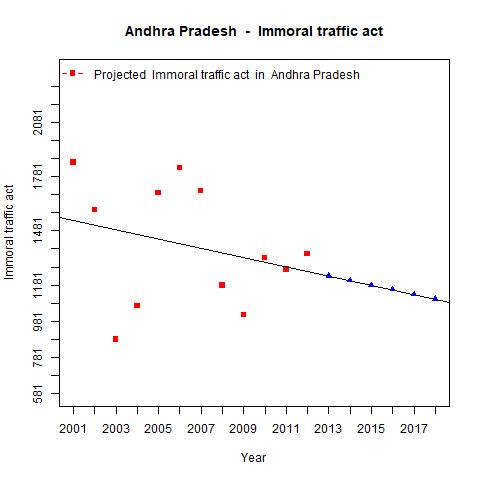 Andhra Pradesh - Immoral traffic act
Projected Immoral traffic act in Andhra Pradesh
Immoral traffic act
2081
1781
1481
1181
981
781
581
2001 2003 2005 2007 2009 2011 2013 2015 2017
Year